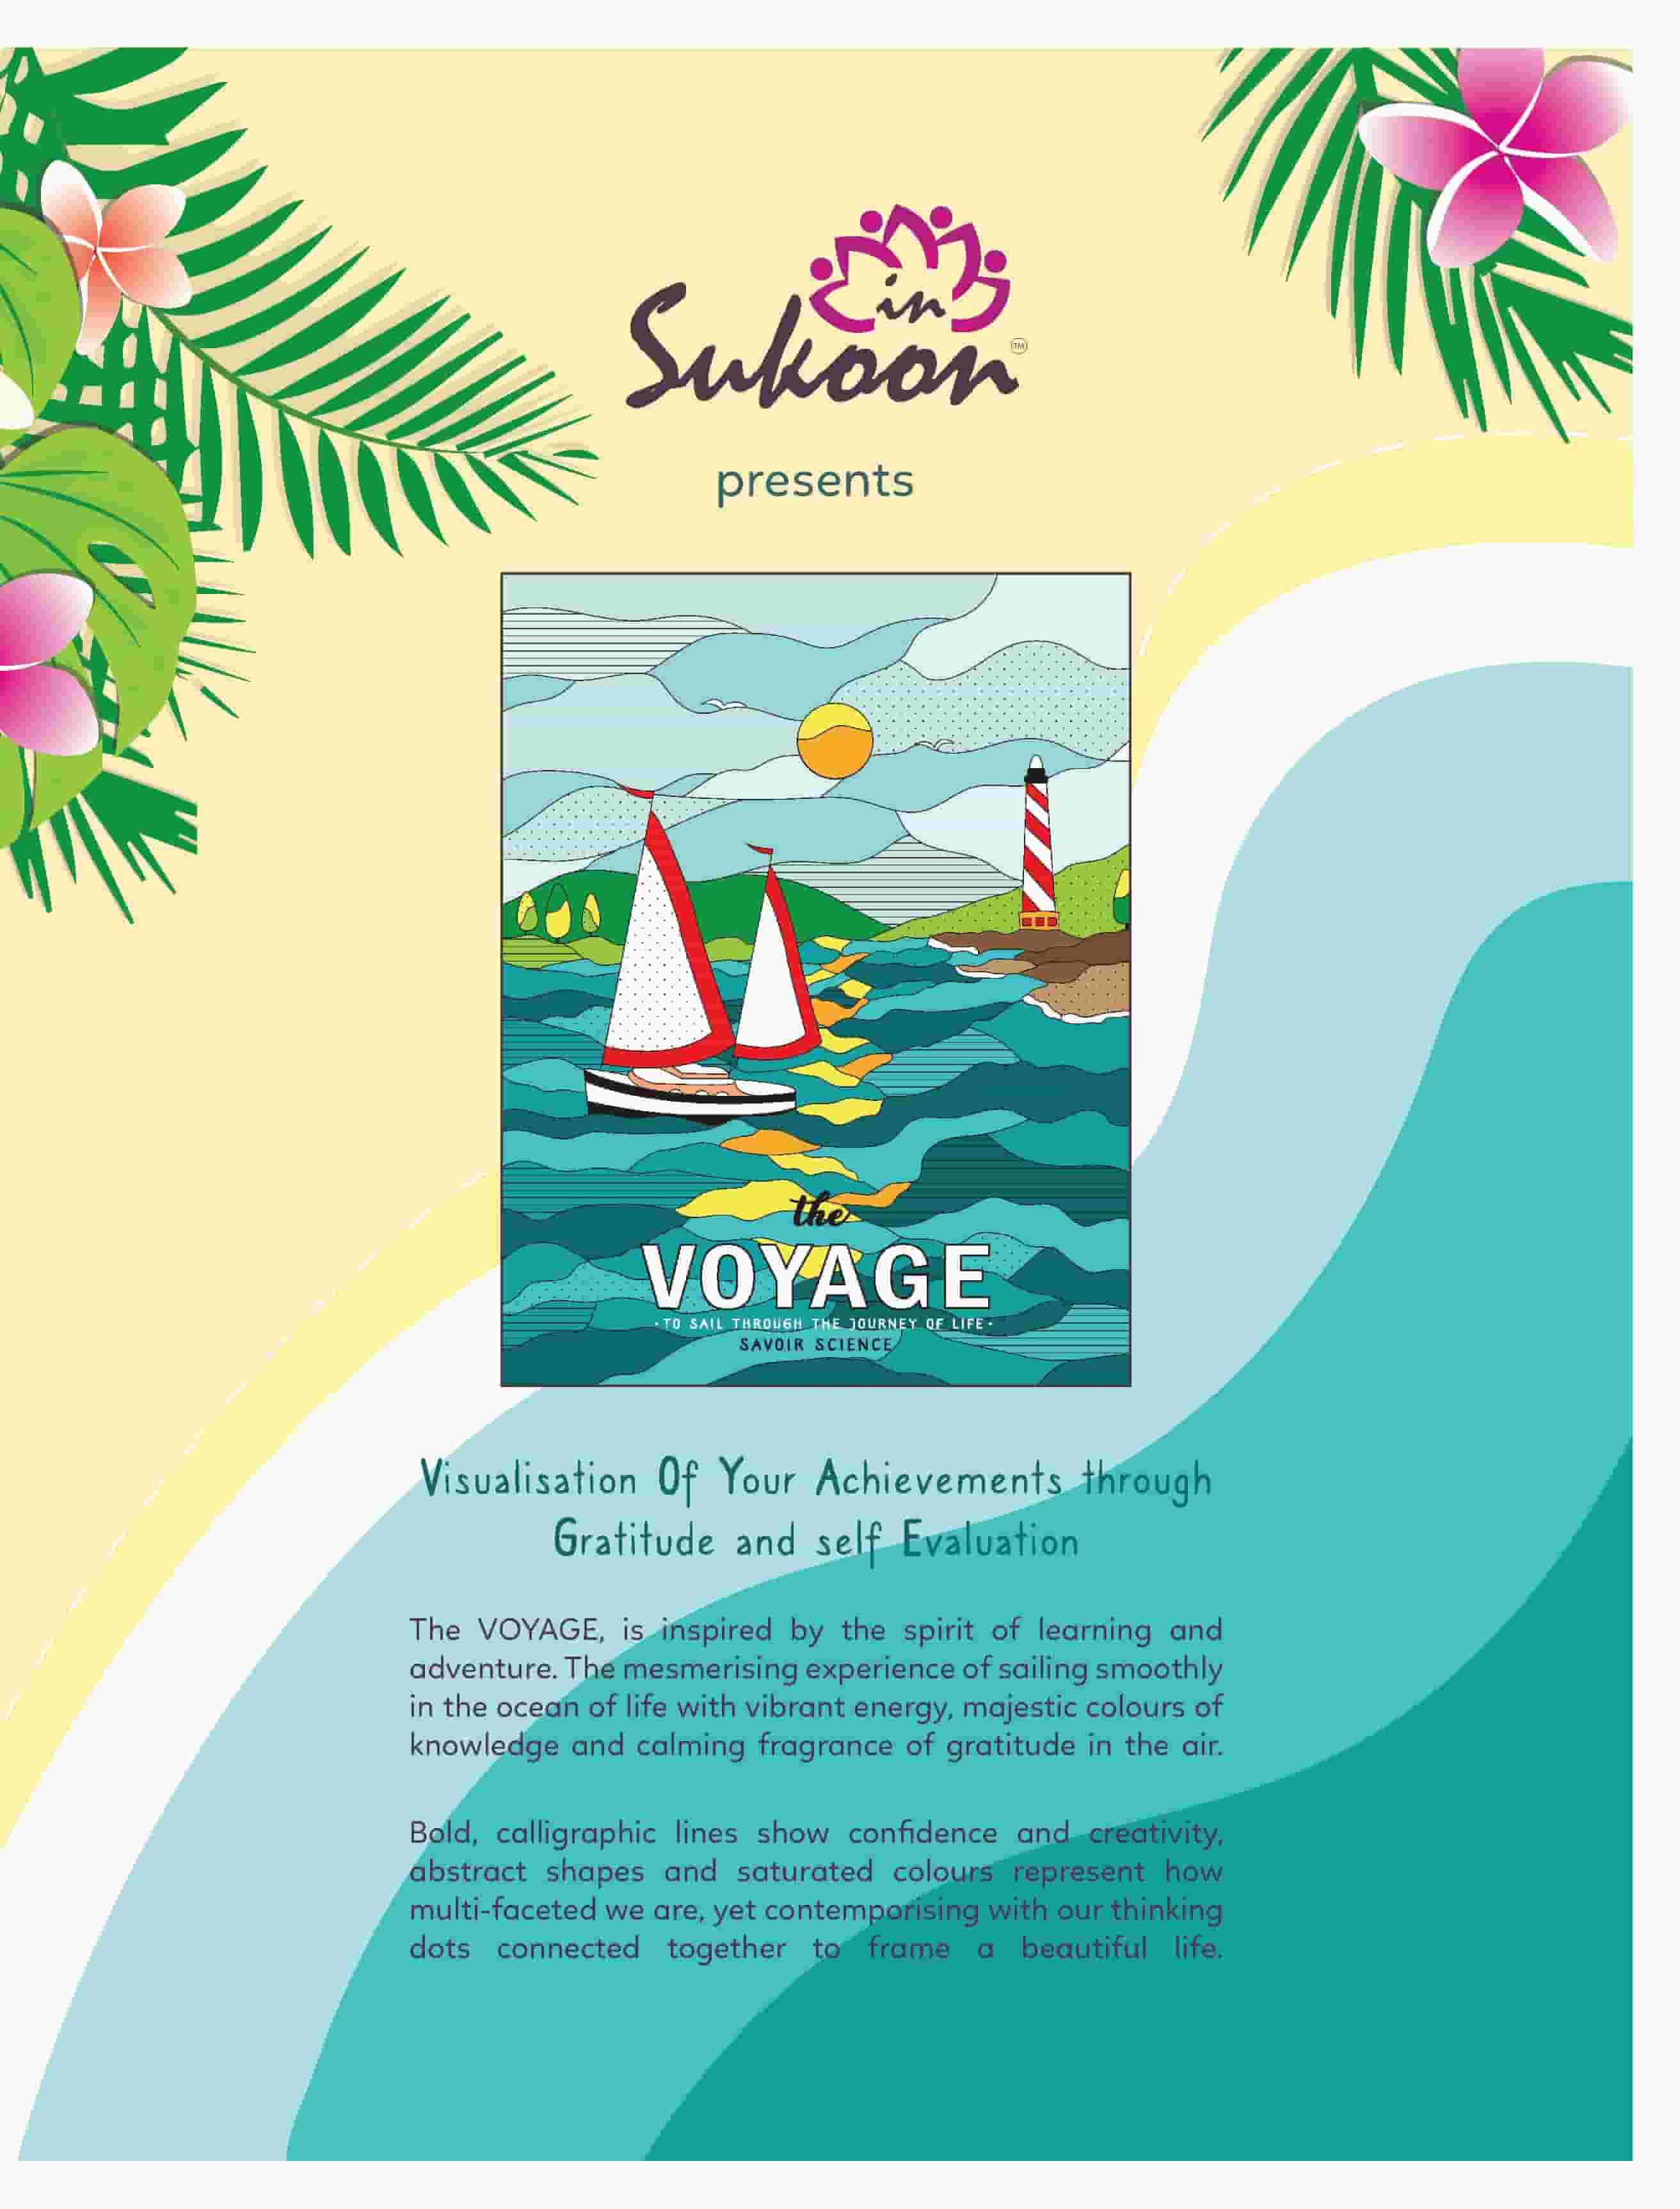 in
Sukoon TM
presents
the
VOYAGE
·TO SAIL THROUGH THE JOURNEY OF LIFE·
SAVOIR SCIENCE
Visualisation Of Your Achievements through
Gratitude and self Evaluation
The VOYAGE, is inspired by the spirit of learning and
adventure. The mesmerising experience of sailing smoothly
in the ocean of life with vibrant energy, majestic colours of
knowledge and calming fragrance of gratitude in the air.
Bold, calligraphic lines show confidence and creativity,
abstract shapes and saturated colours represent how
multi-faceted we are, yet contemporising with our thinking
dots connected together to frame a beautiful life.